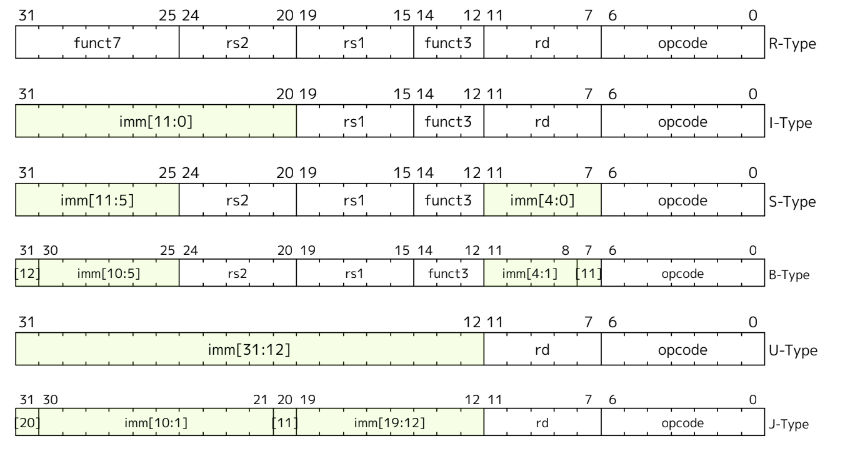 31 25 24 20 19 15 14 12 11 7 6 0
funct7 rs2 rs1 funct3 rd opcode R-Type
31 20 19 15 14 12 11 7 6 0
imm[11:0] rs1 funct3 rd opcode I-Type
31 25 24 20 19 15 14 12 11 7 6 0
imm[11:5] rs2 rs1 funct3 imm[4:0] opcode S-Type
31 30 25 24 20 19 15 14 12 11 8 7 6 0
[12] imm[10:5] rs2 rs1 funct3 imm[4:1] [11] opcode B-Type
31 12 11 7 6 0
imm[31:12] rd opcode U-Type
31 30 21 20 19 12 11 7 6 0
[20] imm[10:1] [11] imm[19:12] rd opcode J-Type